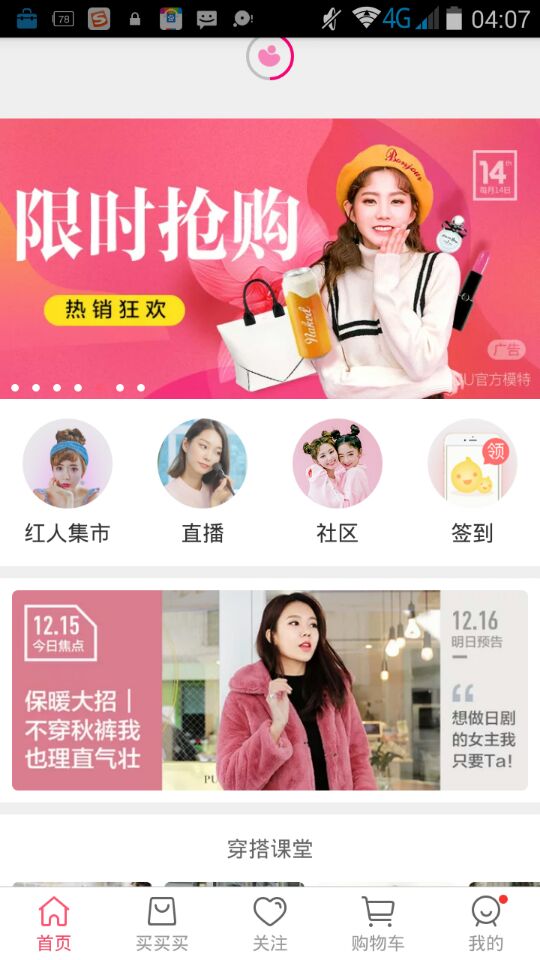 78
4G
04:07
Bonjour
14th
每月14日
限时抢购
热销狂欢
Naked
广告
U官方模特
领
红人集市
直播
社区
签到
12.15
今日焦点
保暖大招|
不穿秋裤我
也理直气壮
PU
12.16
明日预告
“
想做日剧
的女主我
只要Ta!
穿搭课堂
首页
买买买
关注
购物车
我的